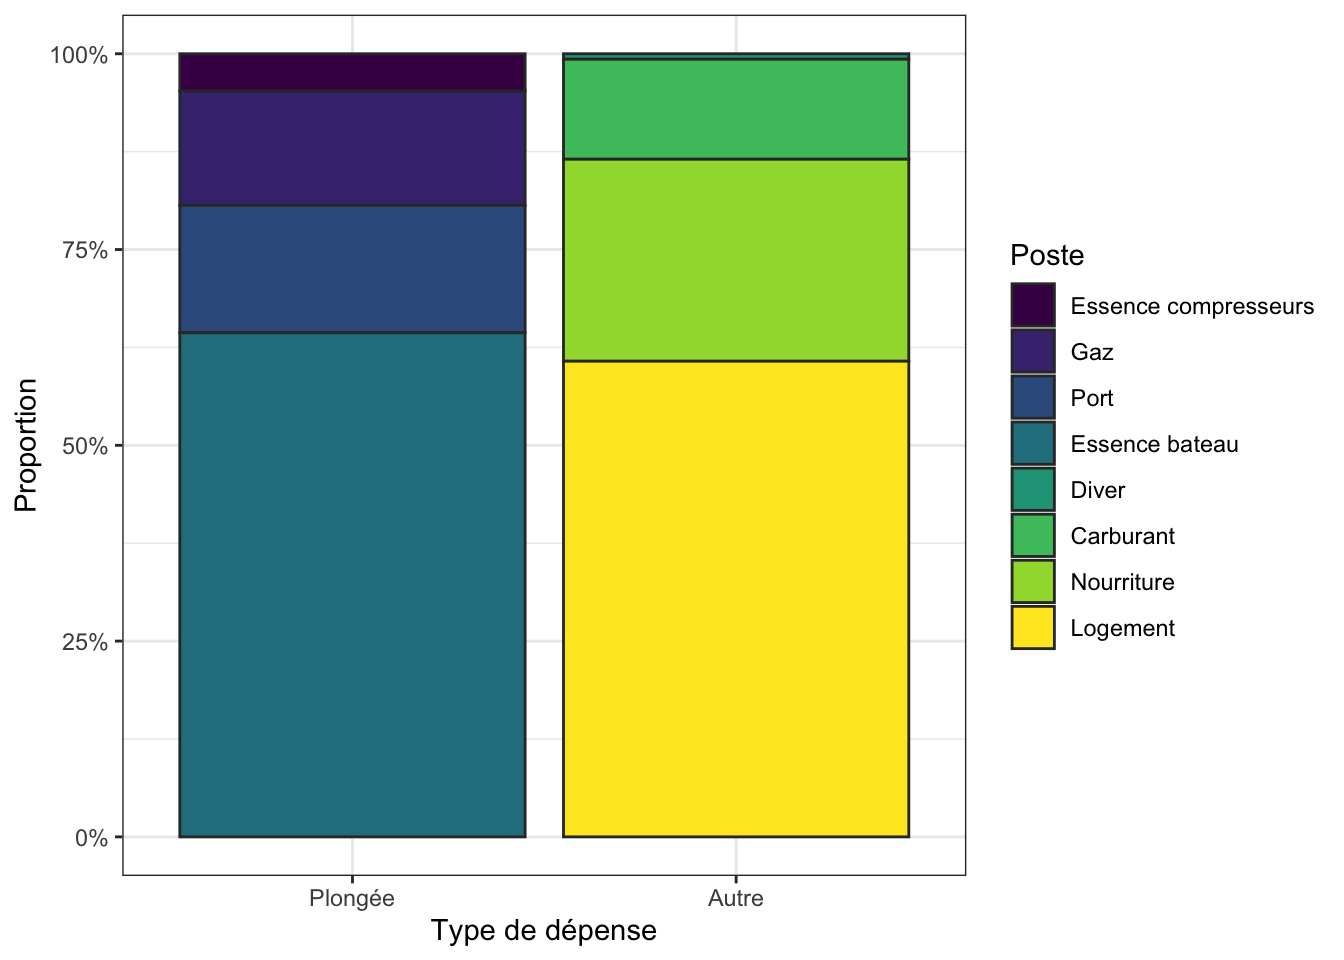 100%
75%
50%
25%
0%
Proportion
Plongée
Autre
Type de dépense
Poste
Essence compresseurs
Gaz
Port
Essence bateau
Diver
Carburant
Nourriture
Logement